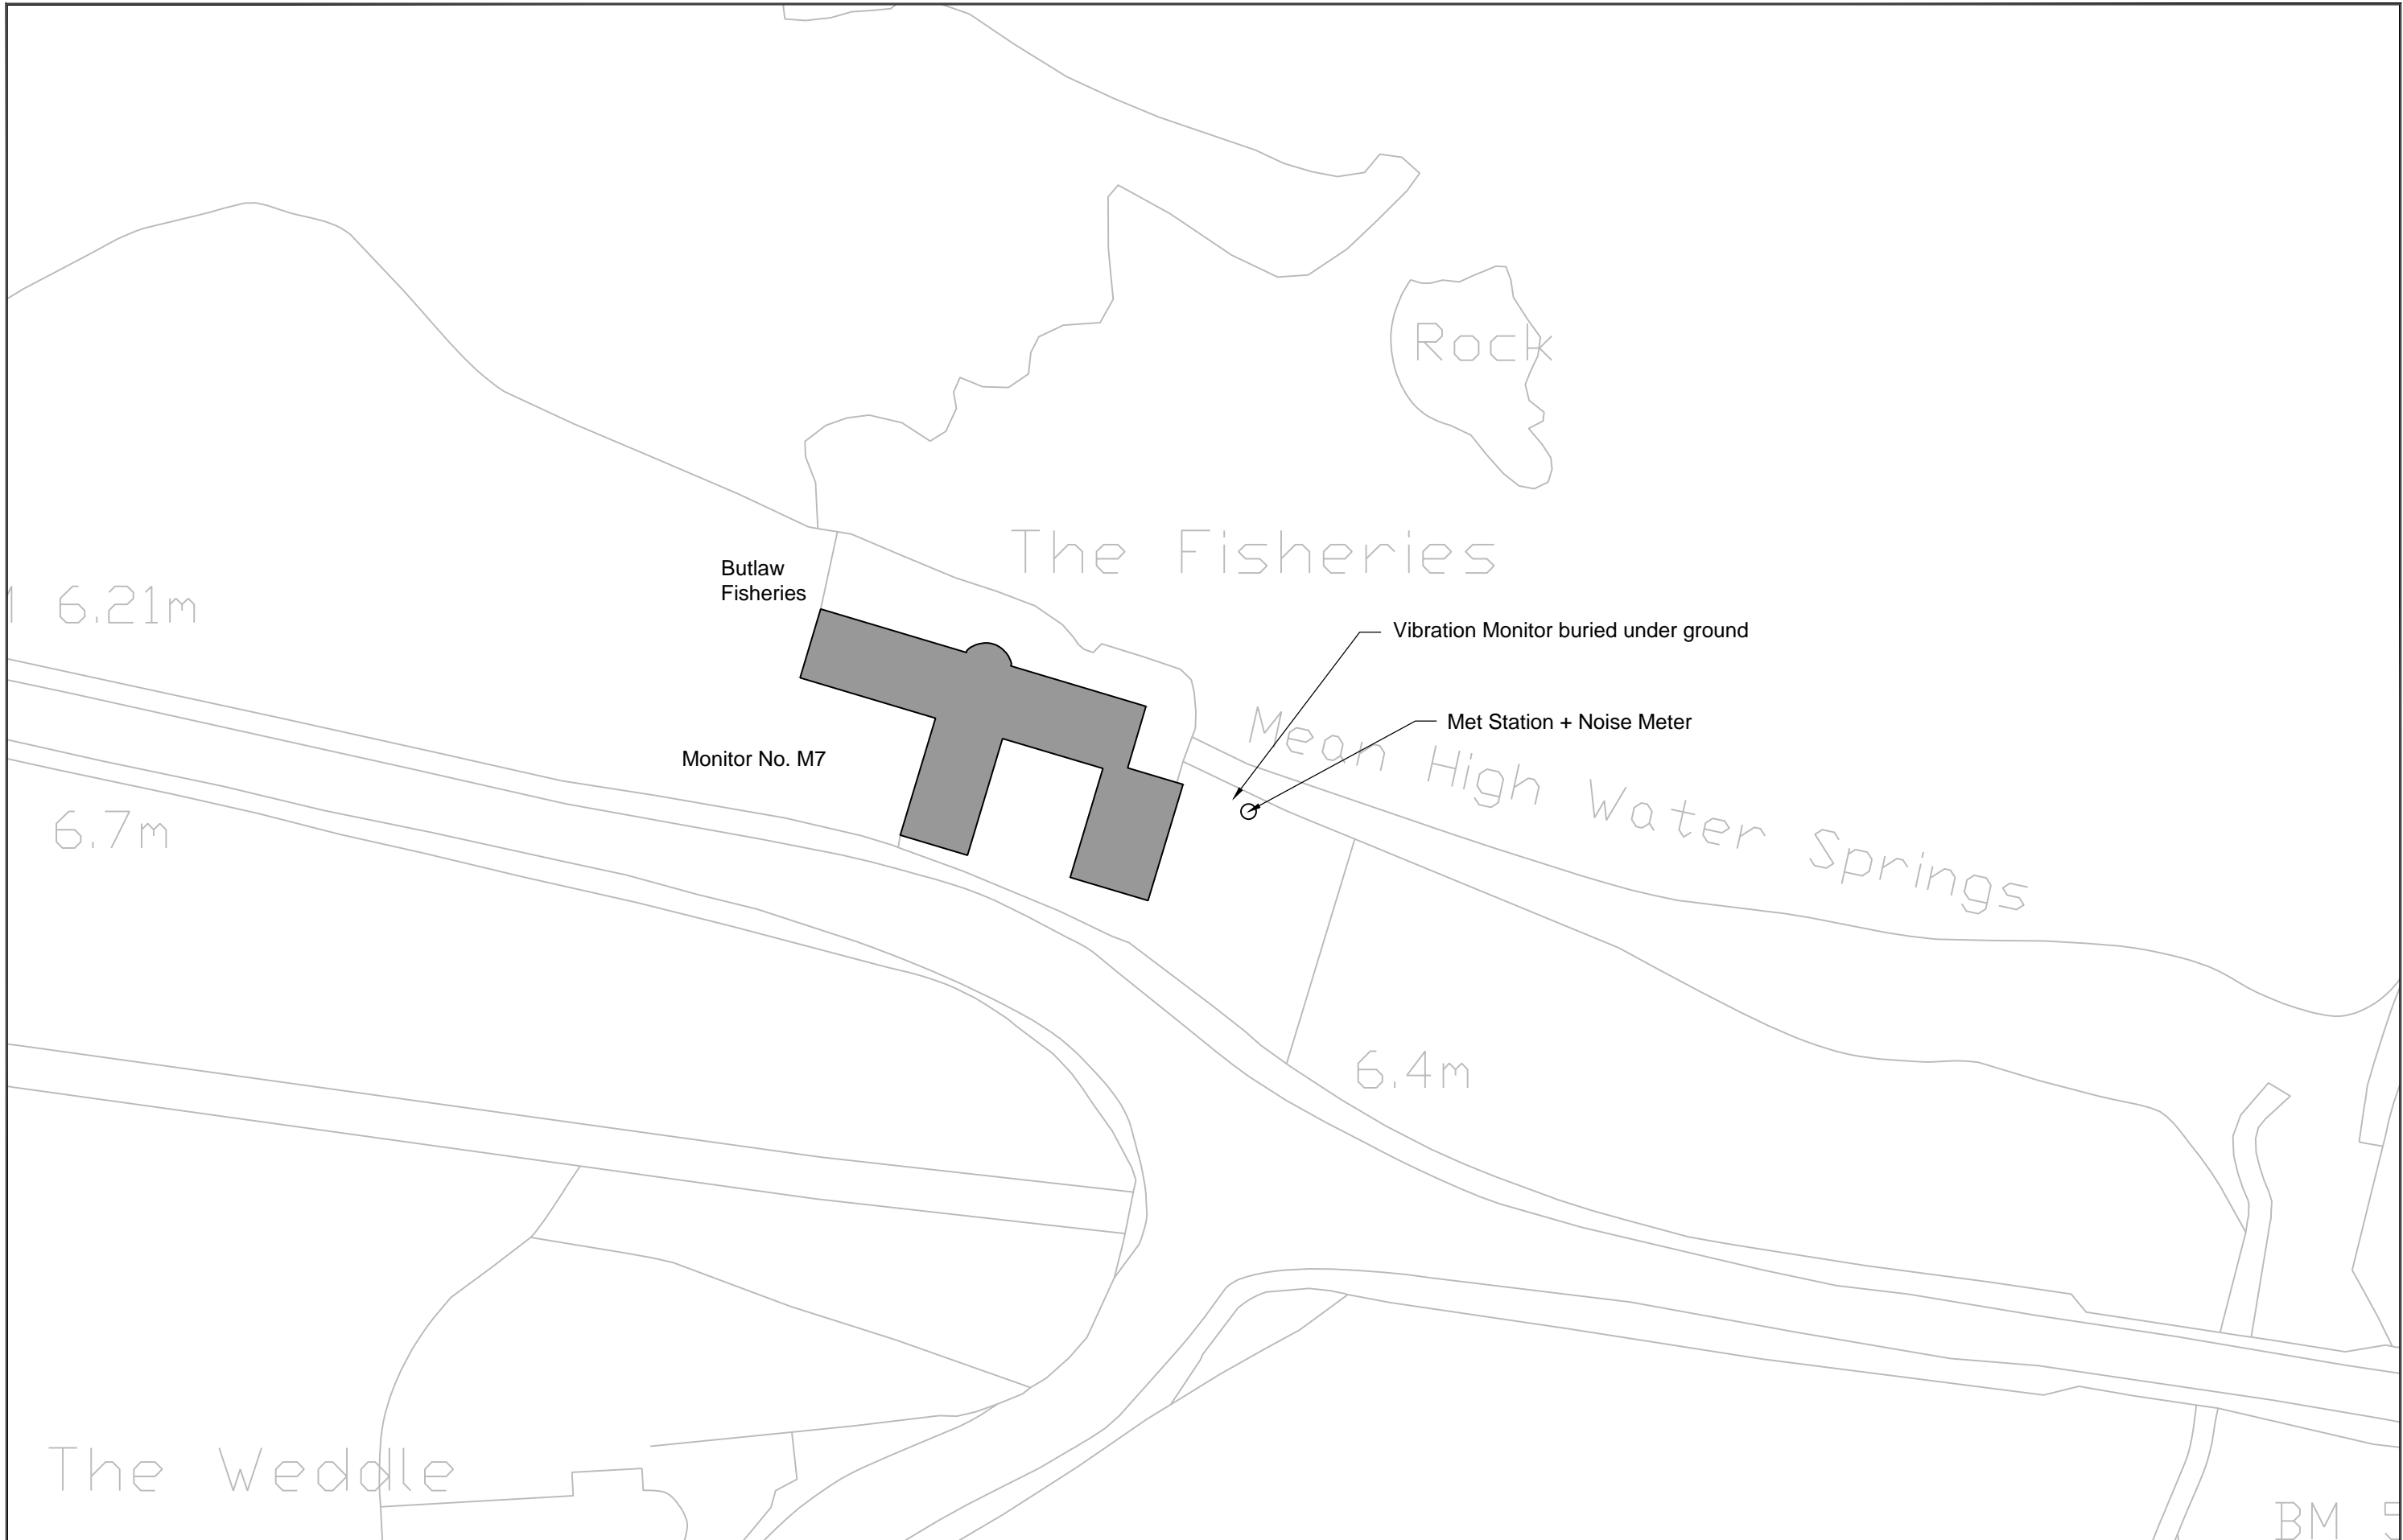 Rock
The Fisheries
Butlaw
Fisheries
6.21m
Vibration Monitor buried under ground
Met Station + Noise Meter
Mean High Water Springs
Monitor No. M7
6.7m
6.4m
The Weddle
BM